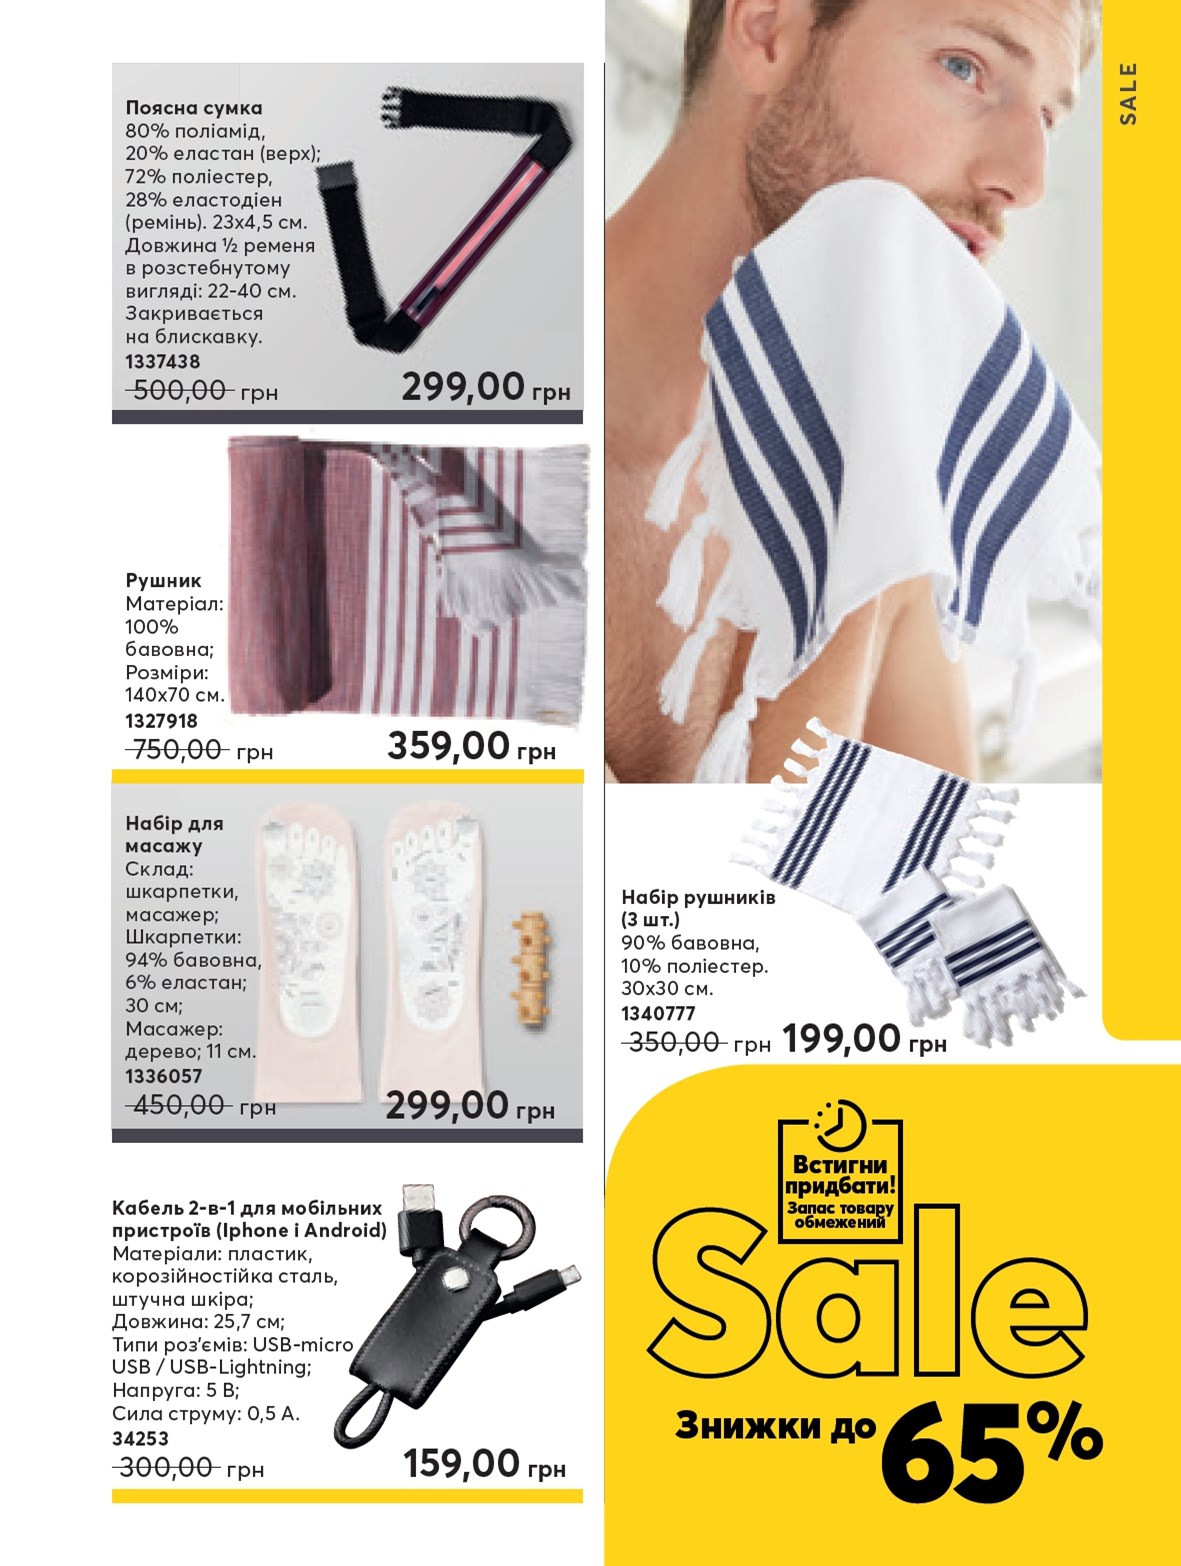 SALE
Поясна сумка
80% поліамід,
20% еластан (верх);
72% поліестер,
28% еластодіен
(ремінь). 23х4,5 см.
Довжина ½ ременя
в розстебнутому
вигляді: 22-40 см.
Закривається
на блискавку.
1337438
500,00 грн 299,00 грн
Рушник
Матеріал:
100%
бавовна;
Розміри:
140х70 см.
1327918
750,00 грн 359,00 грн
Набір для
масажу
Склад:
шкарпетки,
масажер;
Шкарпетки:
94% бавовна,
6% еластан;
30 см;
Масажер:
дерево; 11 см.
1336057
450,00 грн 299,00 грн
Кабель 2-в-1 для мобільних
пристроїв (Iphone і Android)
Матеріали: пластик,
корозійностійка сталь,
штучна шкіра;
Довжина: 25,7 см;
Типи роз’ємів: USB-micro
USB / USB-Lightning;
Напруга: 5 В;
Сила струму: 0,5 А.
34253
300,00 грн 159,00 грн
Набір рушників
(3 шт.)
90% бавовна,
10% поліестер.
30х30 см.
1340777
350,00 грн 199,00 грн
Встигни
придбати!
Запас товару
обмежений
Sale
Знижки до 65%